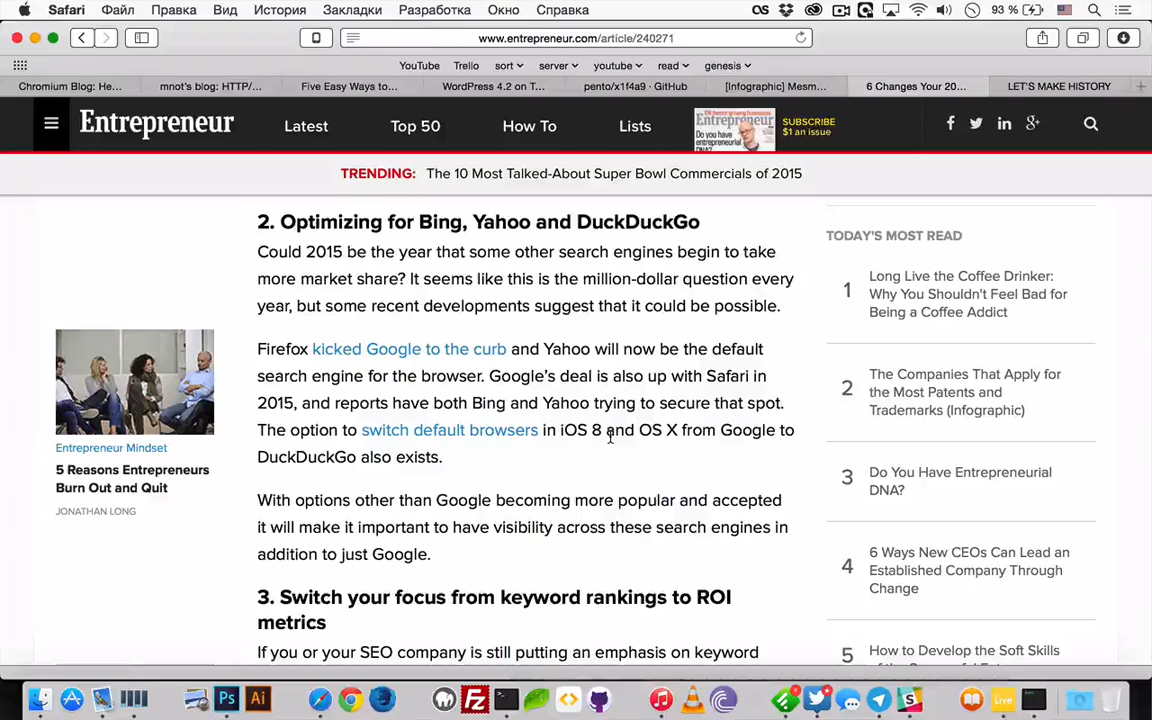 Safari Файл Правка Вид История Закладки Разработка Окно Справка 93 %
www.entrepreneur.com/article/240271
YouTube Trello sort server youtube read genesis
Chromium Blog: He... mnot's blog: HTTP/... Five Easy Ways to... WordPress 4.2 on T... pento/x1f4a9 · GitHub [Infographic] Mesm... 6 Changes Your 20... LET'S MAKE HISTORY
Entrepreneur Latest Top 50 How To Lists
Entrepreneur
Do you have
entrepreneurial
DNA?
SUBSCRIBE
$1 an issue
TRENDING: The 10 Most Talked-About Super Bowl Commercials of 2015
2. Optimizing for Bing, Yahoo and DuckDuckGo
Could 2015 be the year that some other search engines begin to take
more market share? It seems like this is the million-dollar question every
year, but some recent developments suggest that it could be possible.
Firefox kicked Google to the curb and Yahoo will now be the default
search engine for the browser. Google's deal is also up with Safari in
2015, and reports have both Bing and Yahoo trying to secure that spot.
The option to switch default browsers in iOS 8 and OS X from Google to
DuckDuckGo also exists.
With options other than Google becoming more popular and accepted
it will make it important to have visibility across these search engines in
addition to just Google.
3. Switch your focus from keyword rankings to ROI
metrics
If you or your SEO company is still putting an emphasis on keyword
Entrepreneur Mindset
5 Reasons Entrepreneurs
Burn Out and Quit
JONATHAN LONG
TODAY'S MOST READ
1 Long Live the Coffee Drinker:
Why You Shouldn't Feel Bad for
Being a Coffee Addict
2 The Companies That Apply for
the Most Patents and
Trademarks (Infographic)
3 Do You Have Entrepreneurial
DNA?
4 6 Ways New CEOs Can Lead an
Established Company Through
Change
5 How to Develop the Soft Skills
Ps Ai Fz Live